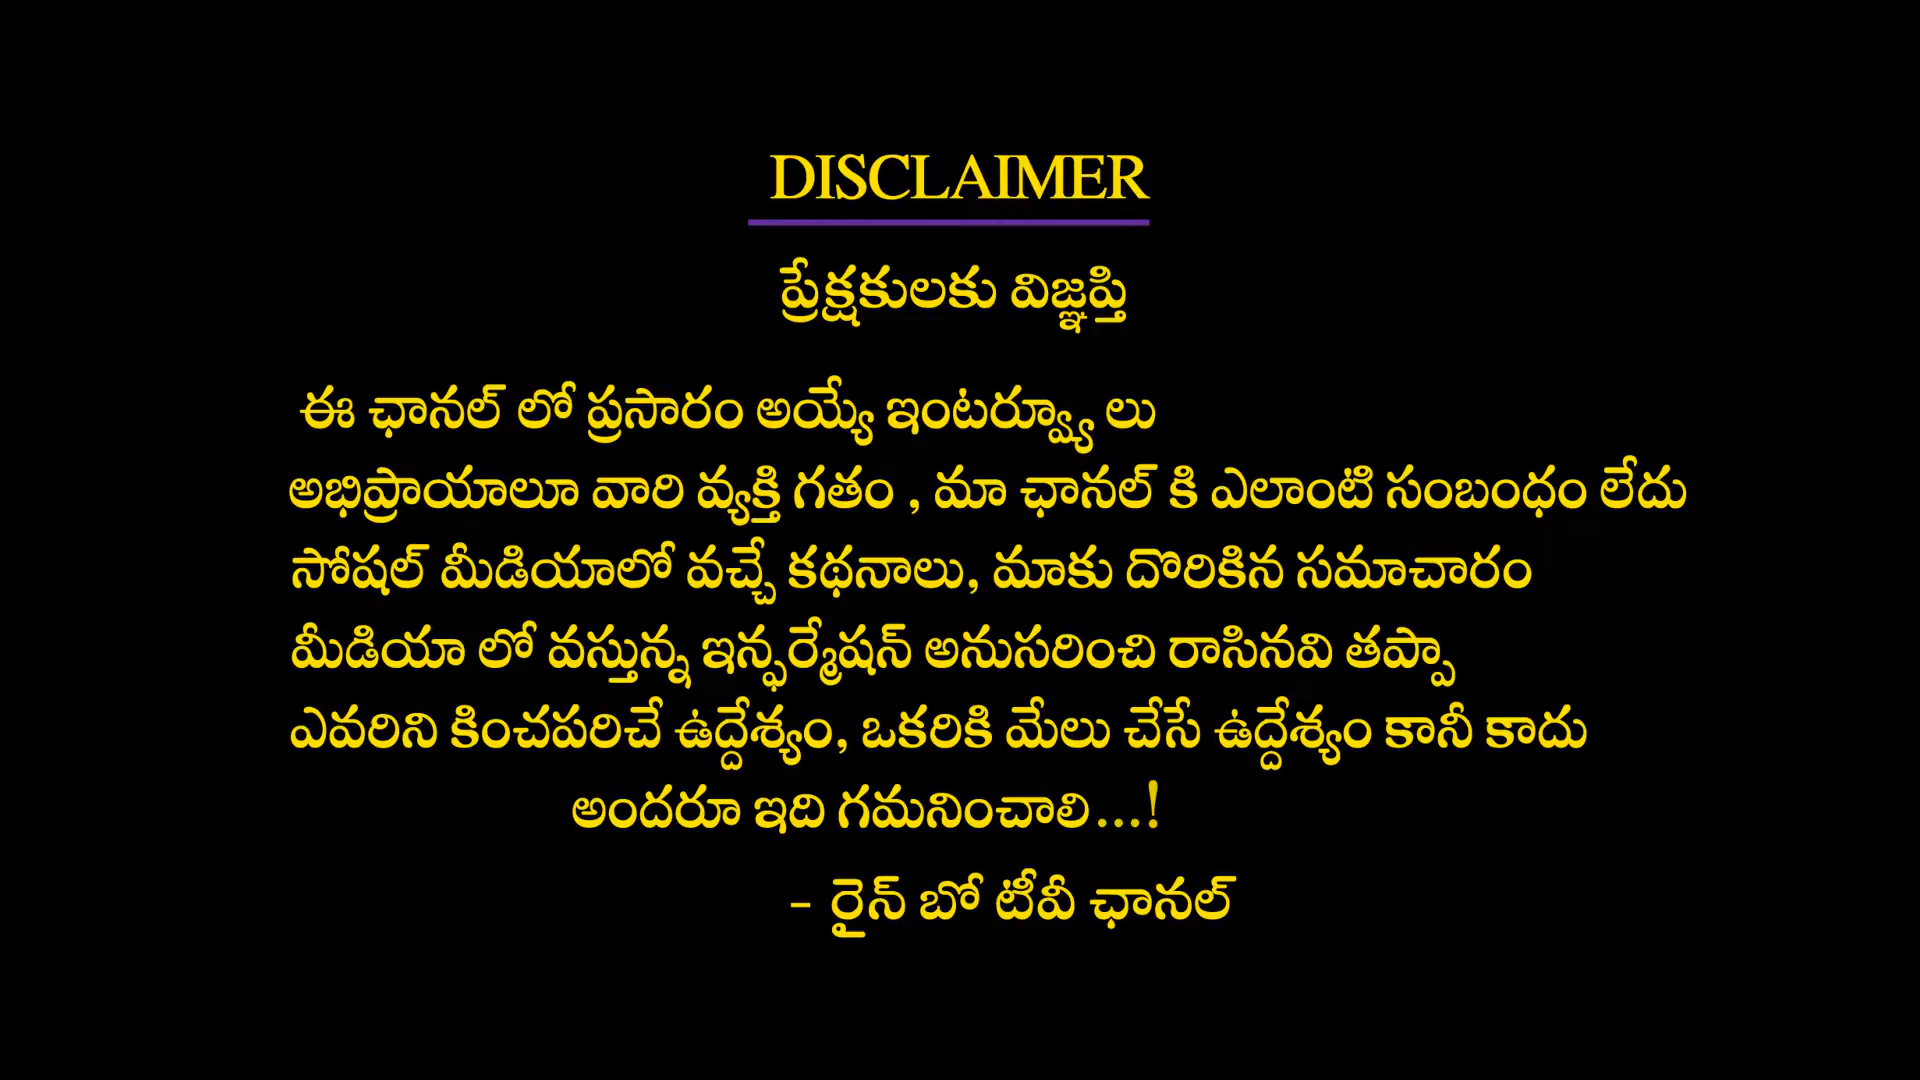 DISCLAIMER
ప్రేక్షకులకు విజ్ఞప్తి
ఈ ఛానల్ లో ప్రసారం అయ్యే ఇంటర్వ్యూ లు
అభిప్రాయాలూ వారి వ్యక్తి గతం , మా ఛానల్ కి ఎలాంటి సంబంధం లేదు
సోషల్ మీడియాలో వచ్చే కథనాలు, మాకు దొరికిన సమాచారం
మీడియా లో వస్తున్న ఇన్ఫర్మేషన్ అనుసరించి రాసినవి తప్పా
ఎవరిని కించపరిచే ఉద్దేశ్యం, ఒకరికి మేలు చేసే ఉద్దేశ్యం కానీ కాదు
అందరూ ఇది గమనించాలి...!
- రైన్ బో టీవీ ఛానల్